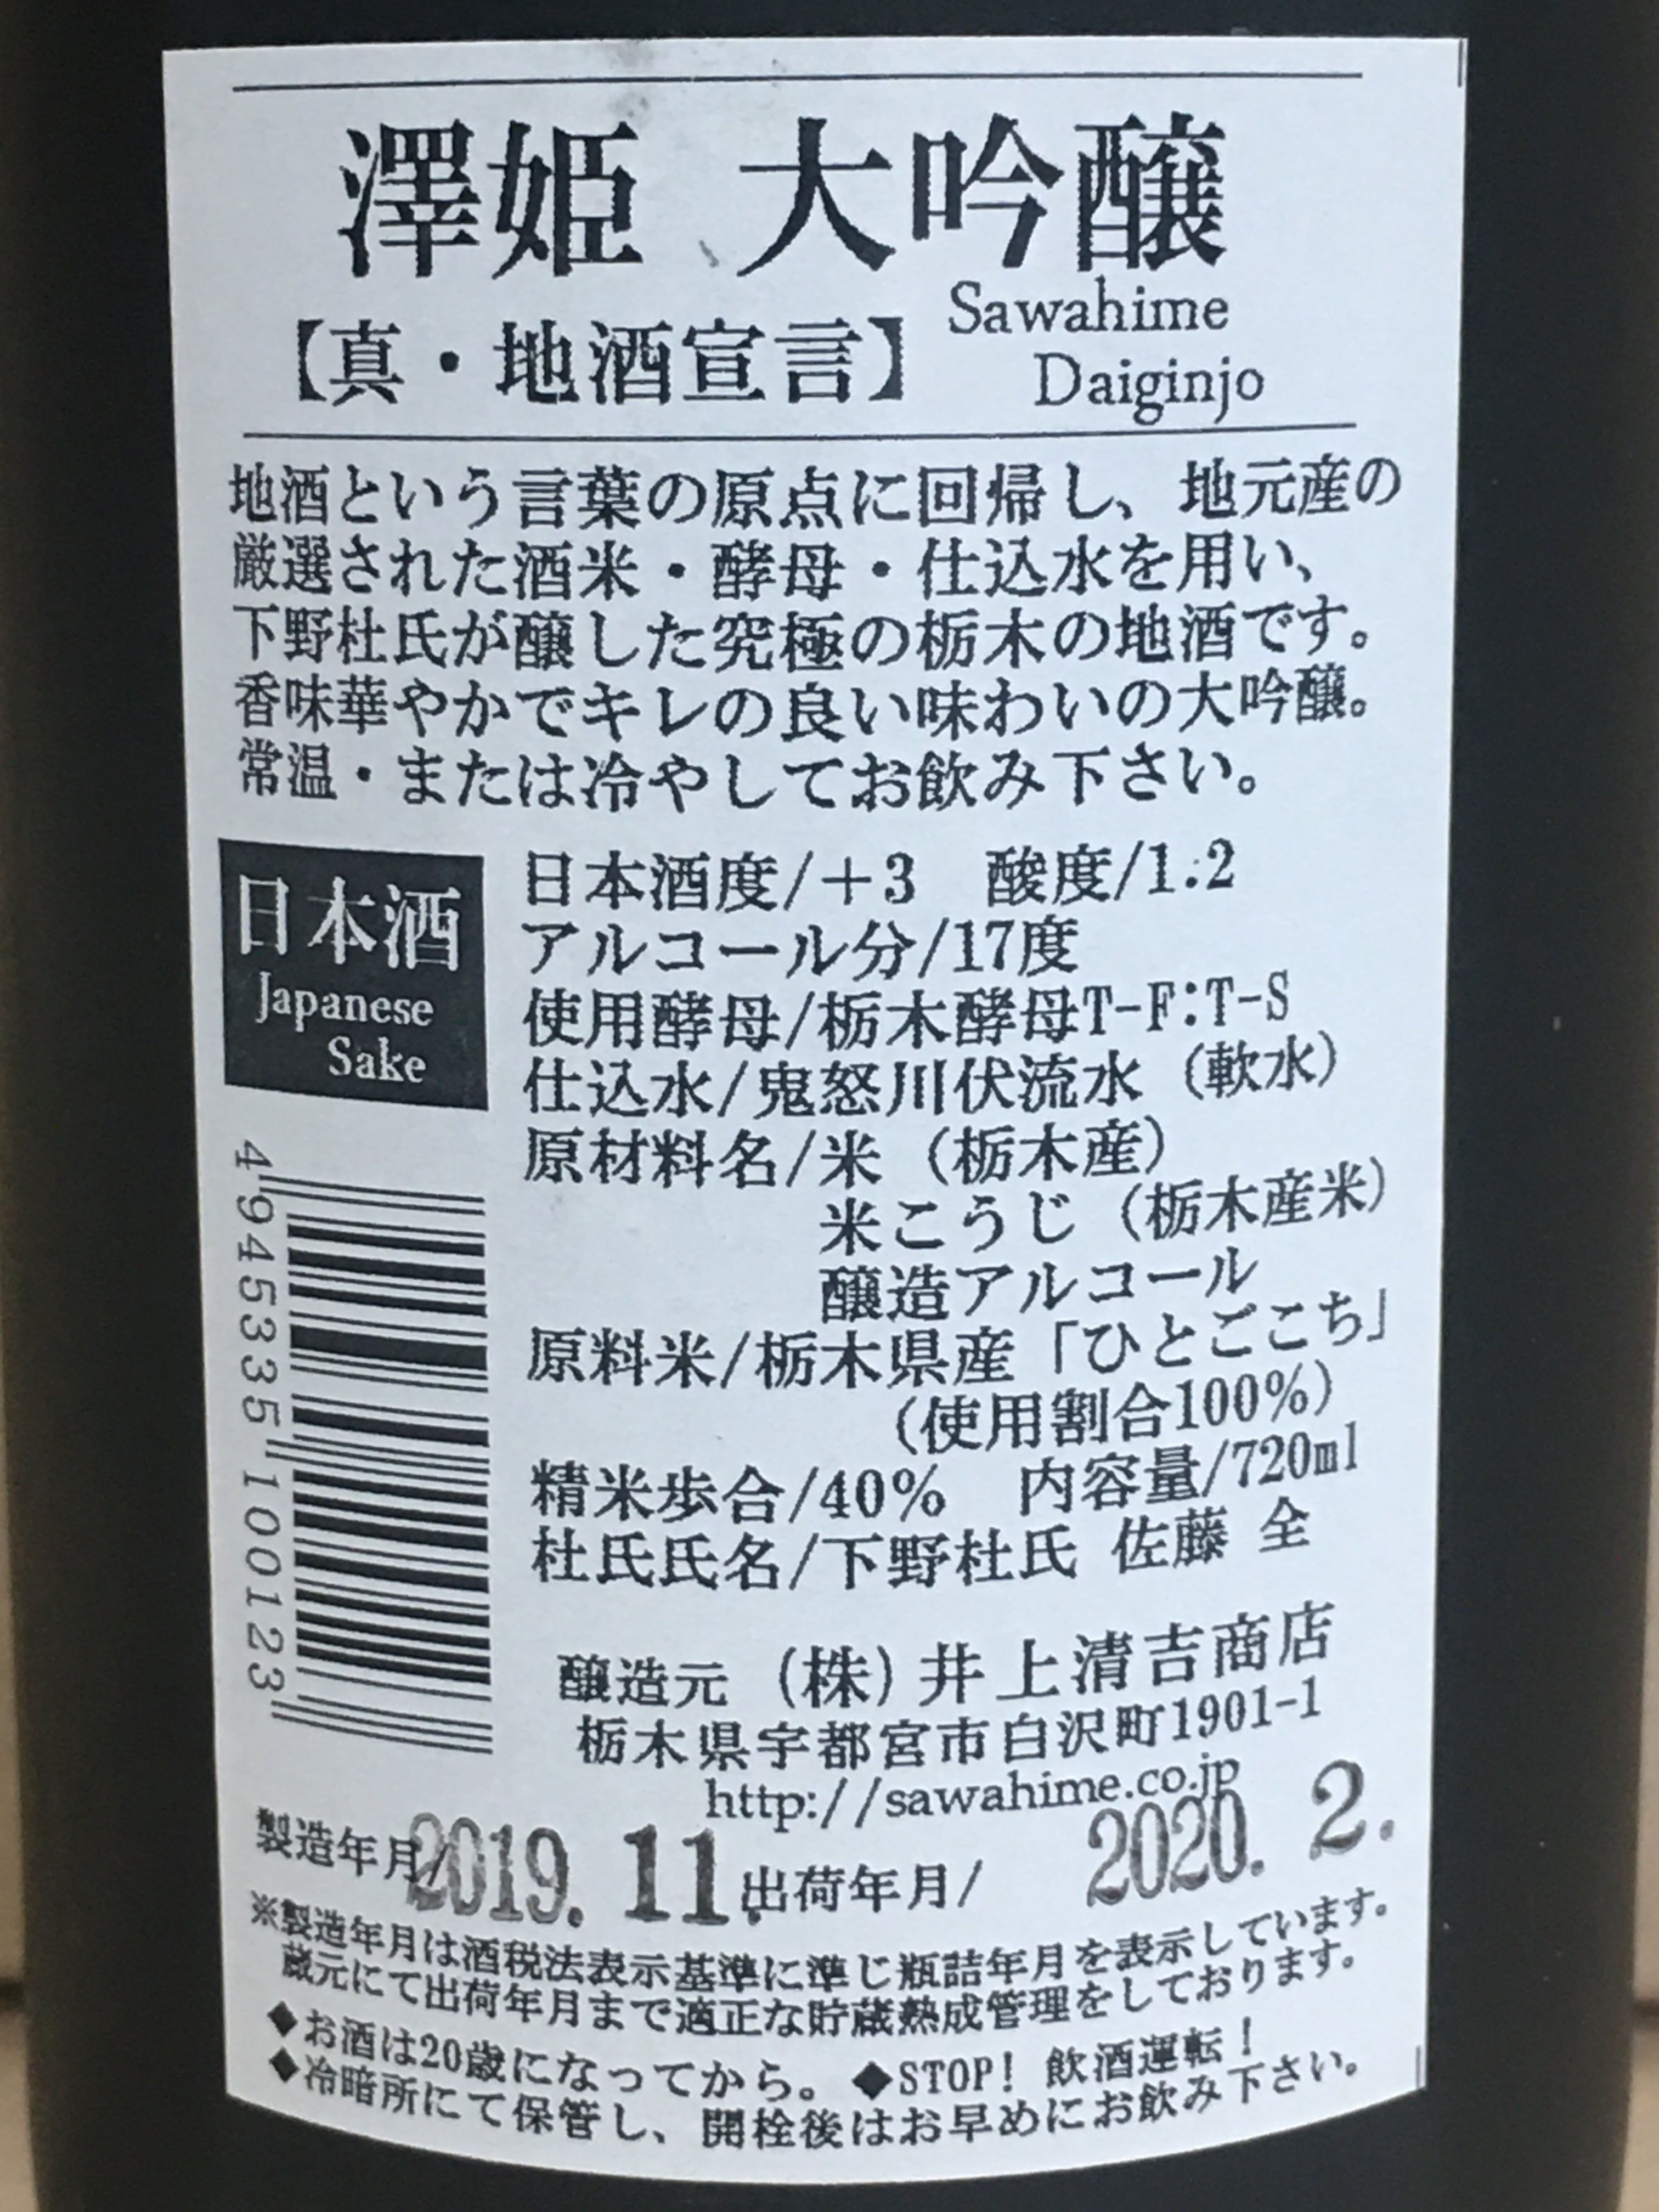 澤姫 大吟醸
【真・地酒宣言】
Sawahime
Daiginjo
地酒という言葉の原点に回帰し、地元産の
厳選された酒米・酵母・仕込水を用い、
下野杜氏が醸した究極の栃木の地酒です。
香味華やかでキレの良い味わいの大吟醸。
常温・または冷やしてお飲み下さい。
日本酒
Japanese
Sake
日本酒度/+3 酸度/1.2
アルコール分/17度
使用酵母/栃木酵母T-F:T-S
仕込水/鬼怒川伏流水（軟水）
原材料名/米（栃木産）
米こうじ（栃木産米）
醸造アルコール
原料米/栃木県産「ひとごこち」
（使用割合100%）
精米歩合/40% 内容量/720ml
杜氏氏名/下野杜氏 佐藤 全
4945335100123
醸造元（株）井上清吉商店
栃木県宇都宮市白沢町1901-1
http://sawahime.co.jp
製造年月/2019. 11. 出荷年月/ 2020. 2.
※製造年月は酒税法表示基準に準じ瓶詰年月を表示しています。
蔵元にて出荷年月まで適正な貯蔵熟成管理をしております。
◆お酒は20歳になってから。 ◆STOP! 飲酒運転！
◆冷暗所にて保管し、開栓後はお早めにお飲み下さい。